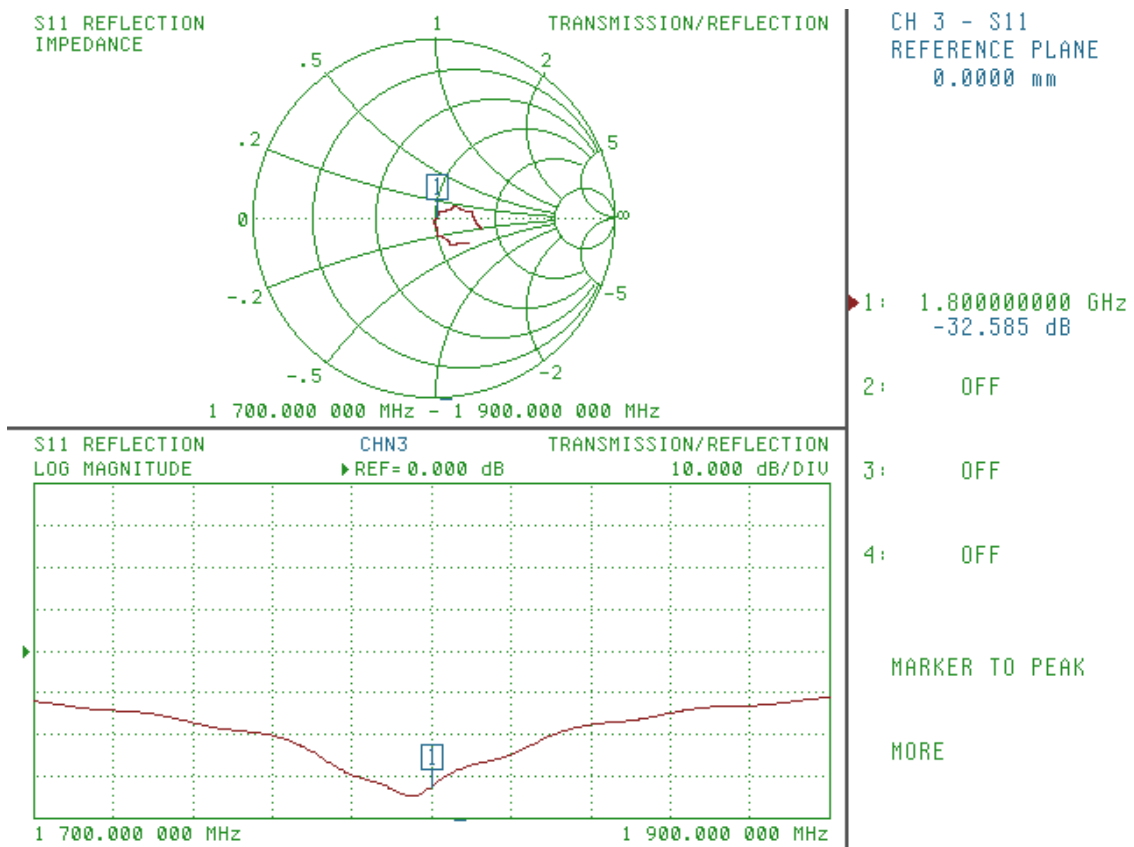 S11 REFLECTION
IMPEDANCE
TRANSMISSION/REFLECTION
1
.5
2
.2
5
1
0
∞
-.2
-5
-.5
-2
1 700.000 000 MHz - 1 900.000 000 MHz
S11 REFLECTION CHN3 TRANSMISSION/REFLECTION
LOG MAGNITUDE ▶REF= 0.000 dB 10.000 dB/DIV
1
1 700.000 000 MHz 1 900.000 000 MHz
CH 3 - S11
REFERENCE PLANE
0.0000 mm
▶1: 1.800000000 GHz
-32.585 dB
2: OFF
3: OFF
4: OFF
MARKER TO PEAK
MORE